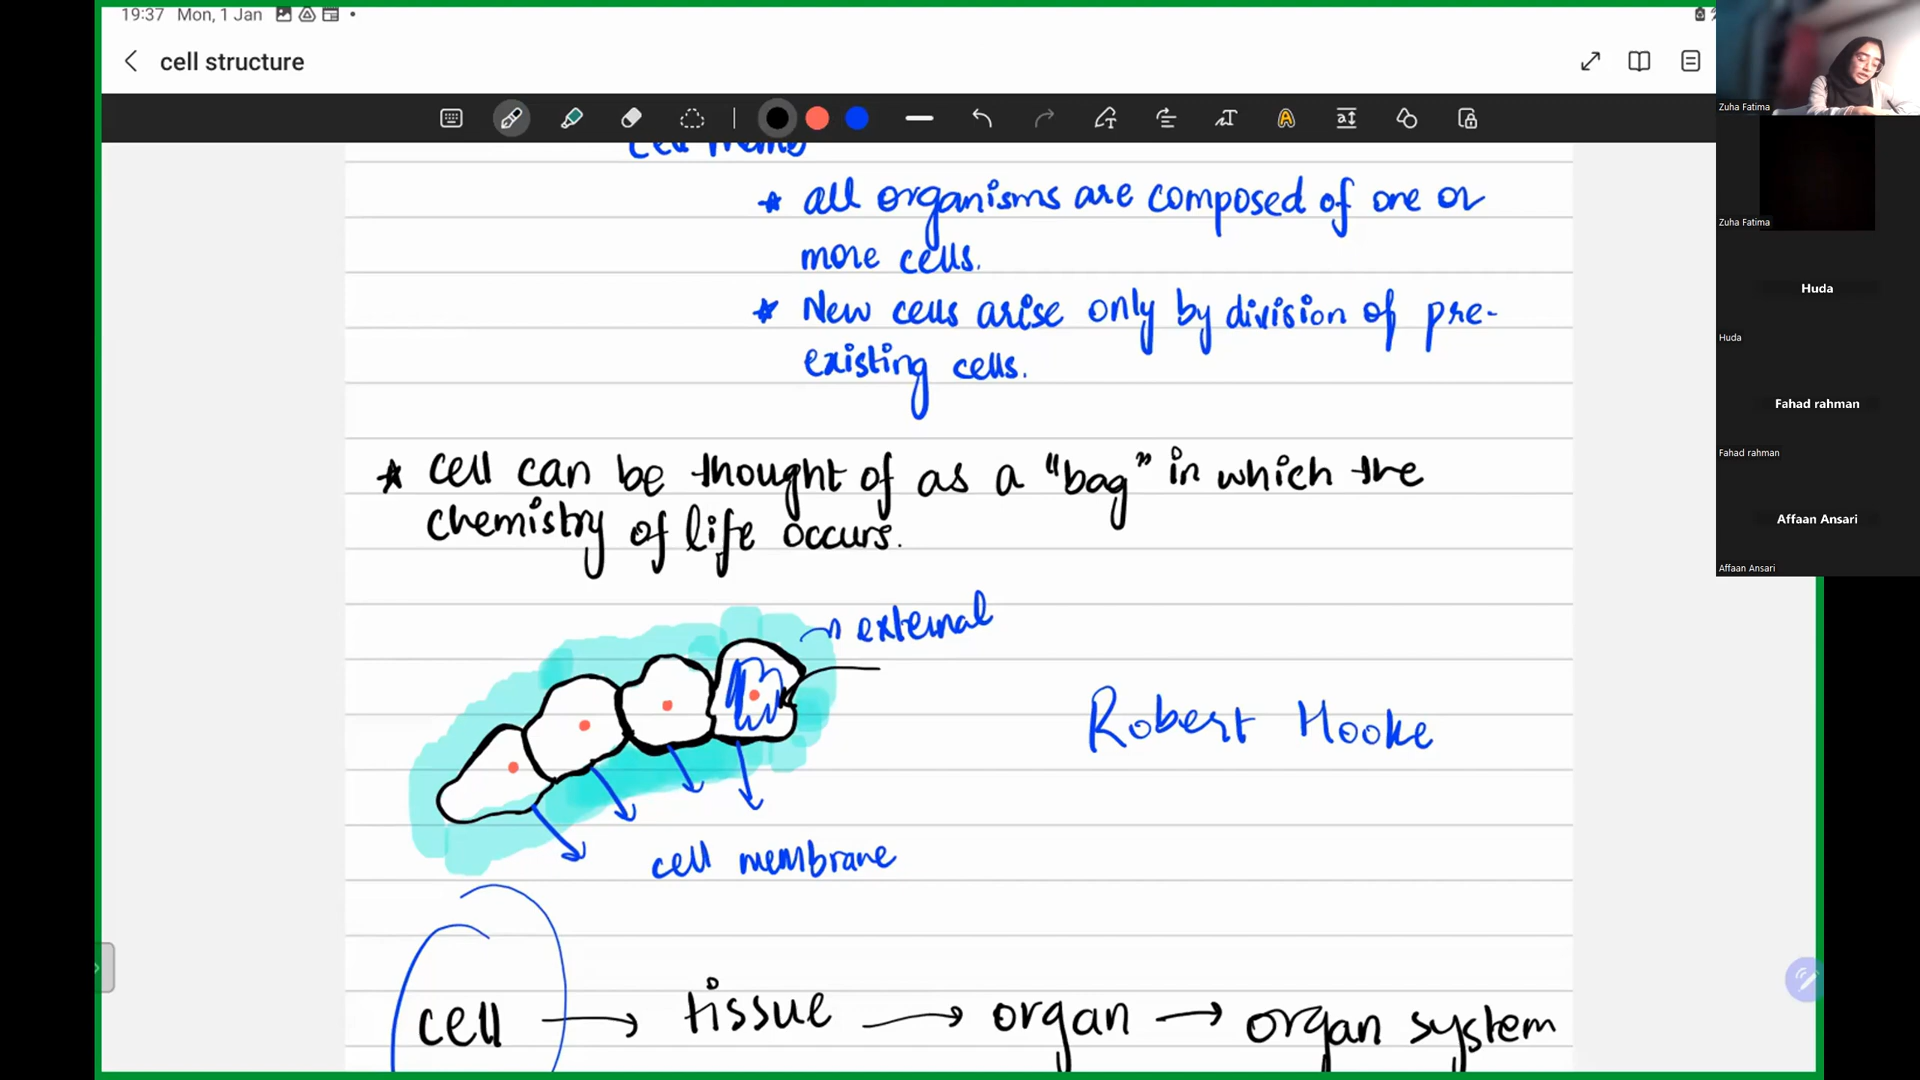 19:37 Mon, 1 Jan
cell structure
* all organisms are composed of one or
more cells.
* New cells arise only by division of pre-
existing cells.
* cell can be thought of as a "bag" in which the
chemistry of life occurs.
external
Robert Hooke
cell membrane
cell → tissue → organ → organ system
Zuha Fatima
Zuha Fatima
Huda
Huda
Fahad rahman
Fahad rahman
Affaan Ansari
Affaan Ansari